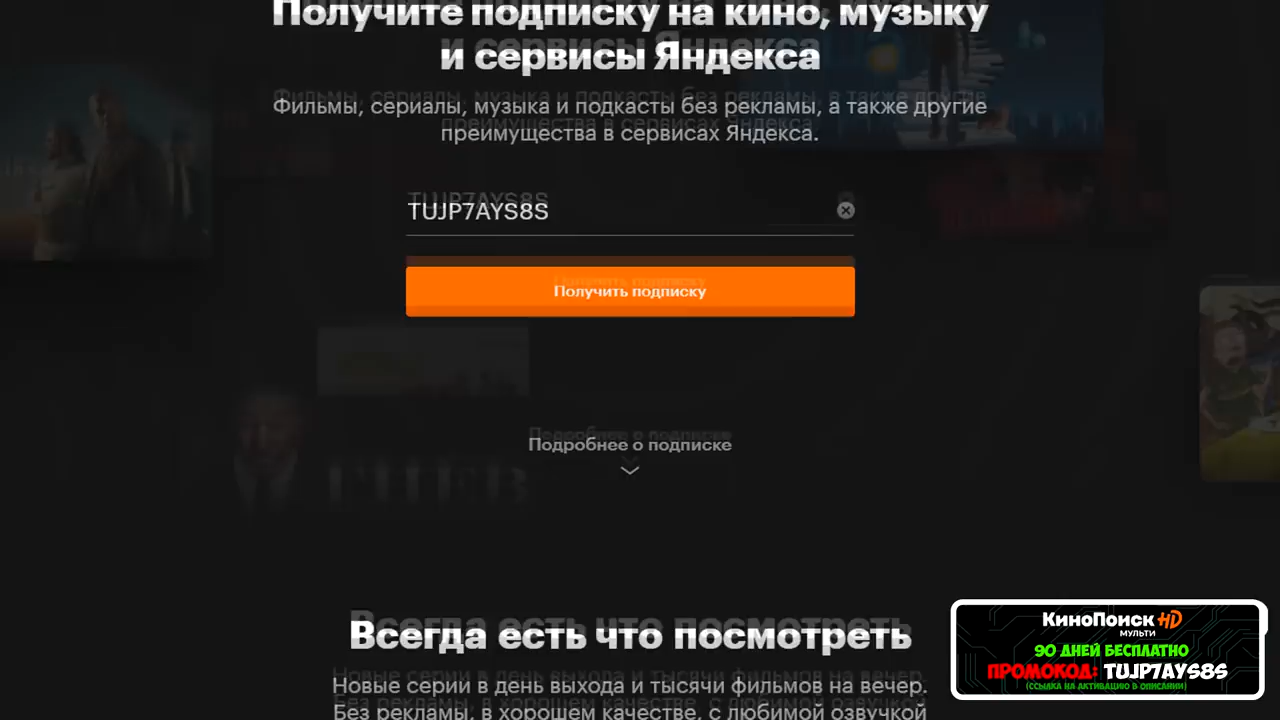 Получите подписку на кино, музыку
и сервисы Яндекса
Фильмы, сериалы, музыка и подкасты без рекламы, а также другие
преимущества в сервисах Яндекса.
TUJP7AYS8S
Получить подписку
Подробнее о подписке
Всегда есть что посмотреть
Новые серии в день выхода и тысячи фильмов на вечер.
Без рекламы, в хорошем качестве, с любимой озвучкой
КиноПоиск HD
МУЛЬТИ
90 ДНЕЙ БЕСПЛАТНО
ПРОМОКОД: TUJP7AYS8S
(ССЫЛКА НА АКТИВАЦИЮ В ОПИСАНИИ)